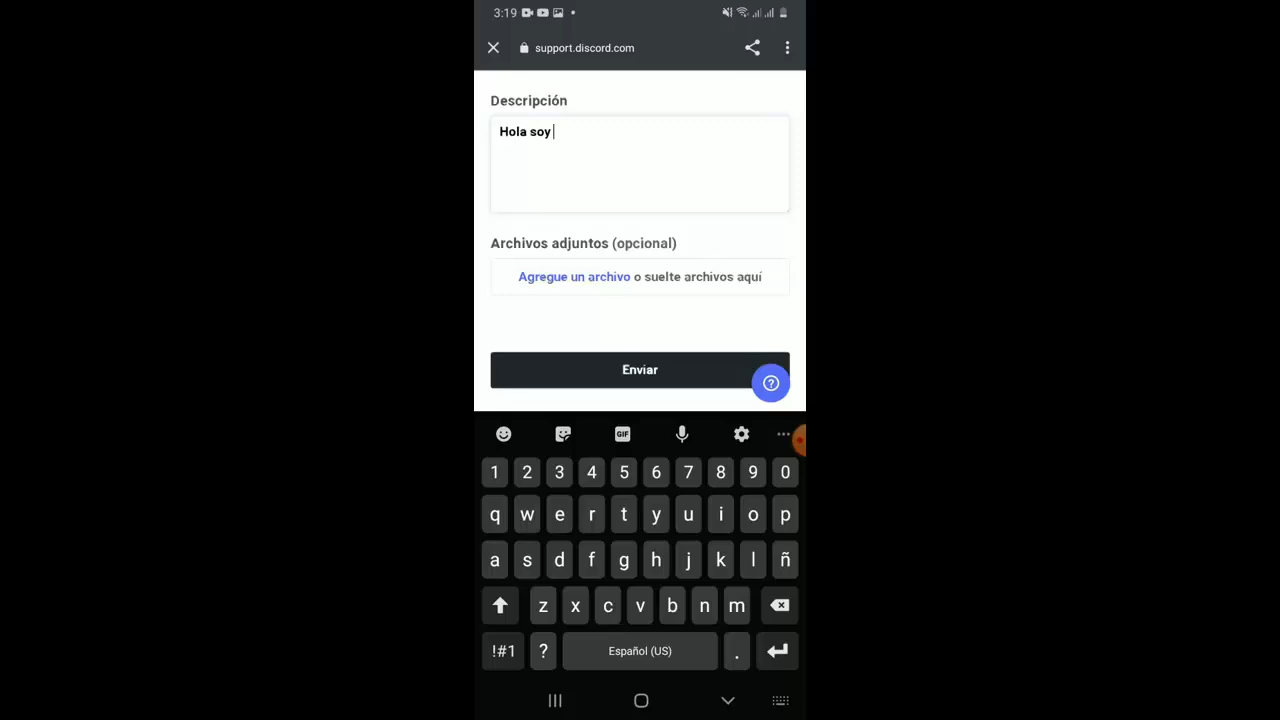 3:19
support.discord.com
Descripción
Hola soy
Archivos adjuntos (opcional)
Agregue un archivo o suelte archivos aquí
Enviar
?
GIF
1 2 3 4 5 6 7 8 9 0
q w e r t y u i o p
a s d f g h j k l ñ
z x c v b n m
!#1 ? Español (US) .